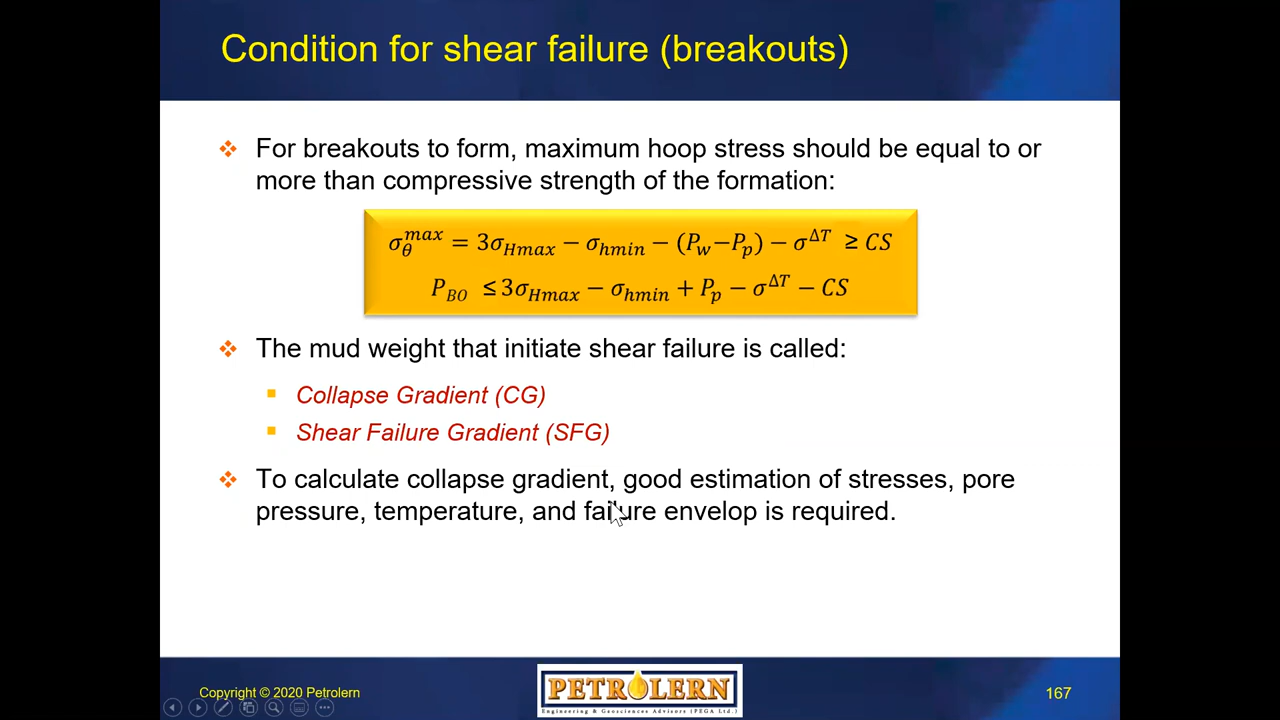 Condition for shear failure (breakouts)
For breakouts to form, maximum hoop stress should be equal to or
more than compressive strength of the formation:
σ_θ^max = 3σ_Hmax − σ_hmin − (P_w−P_p) − σ^ΔT ≥ CS
P_BO ≤ 3σ_Hmax − σ_hmin + P_p − σ^ΔT − CS
The mud weight that initiate shear failure is called:
Collapse Gradient (CG)
Shear Failure Gradient (SFG)
To calculate collapse gradient, good estimation of stresses, pore
pressure, temperature, and failure envelop is required.
Copyright © 2020 Petrolern
PETROLERN
Engineering & Geosciences Advisors (PEGA Ltd.)
167